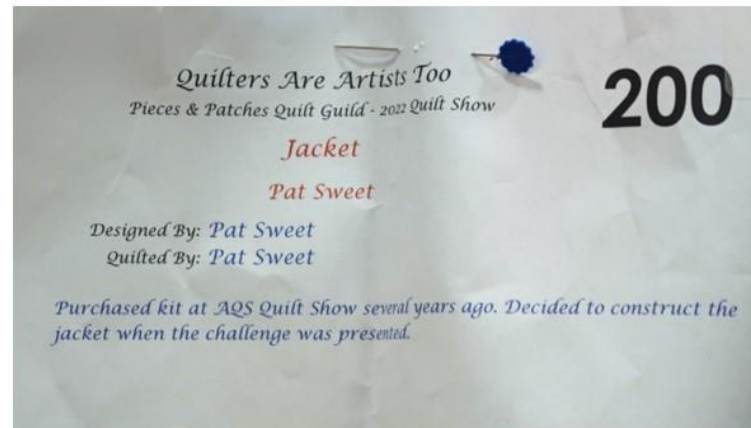 Quilters Are Artists Too
200
Pieces & Patches Quilt Guild - 2022 Quilt Show
Jacket
Pat Sweet
Designed By: Pat Sweet
Quilted By: Pat Sweet
Purchased kit at AQS Quilt Show several years ago. Decided to construct the
jacket when the challenge was presented.